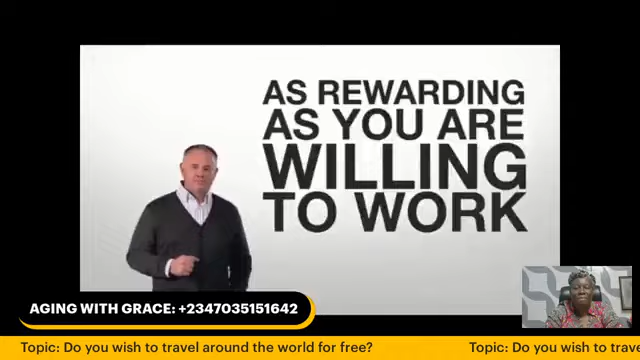 AS REWARDING
AS YOU ARE
WILLING
TO WORK
AGING WITH GRACE: +2347035151642
Topic: Do you wish to travel around the world for free?
Topic: Do you wish to trave